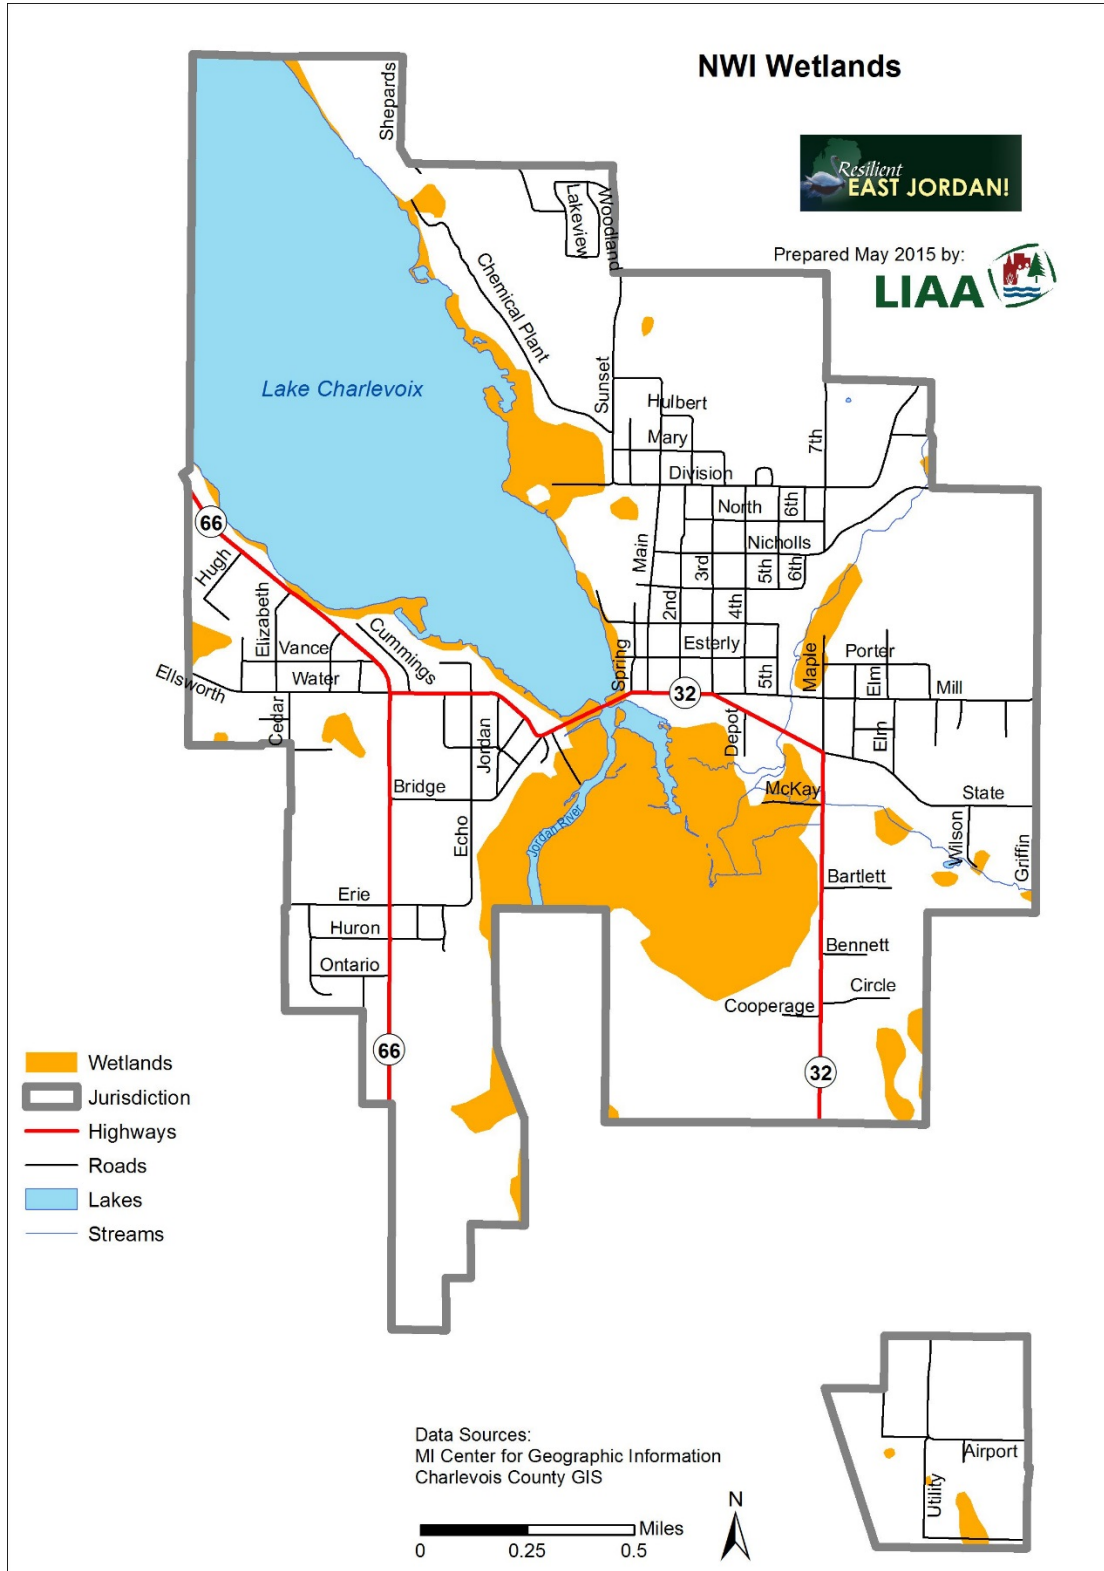 NWI Wetlands
Resilient
EAST JORDAN!
Prepared May 2015 by:
LIAA
Shepards
Lakeview
Woodland
Chemical Plant
Sunset
Lake Charlevoix
Hulbert
Mary
Division
7th
North
6th
Nicholls
Main
3rd
5th
6th
2nd
4th
66
Hugh
Elizabeth
Vance
Cummings
Water
Ellsworth
Cedar
Spring
Esterly
5th
Maple
Porter
Elm
Mill
32
Depot
Elm
Jordan
Bridge
Echo
Jordan River
McKay
State
Wilson
Griffin
Bartlett
Erie
Huron
Ontario
Bennett
Circle
Cooperage
66
32
Wetlands
Jurisdiction
Highways
Roads
Lakes
Streams
Airport
Utility
Data Sources:
MI Center for Geographic Information
Charlevois County GIS
Miles
0 0.25 0.5
N